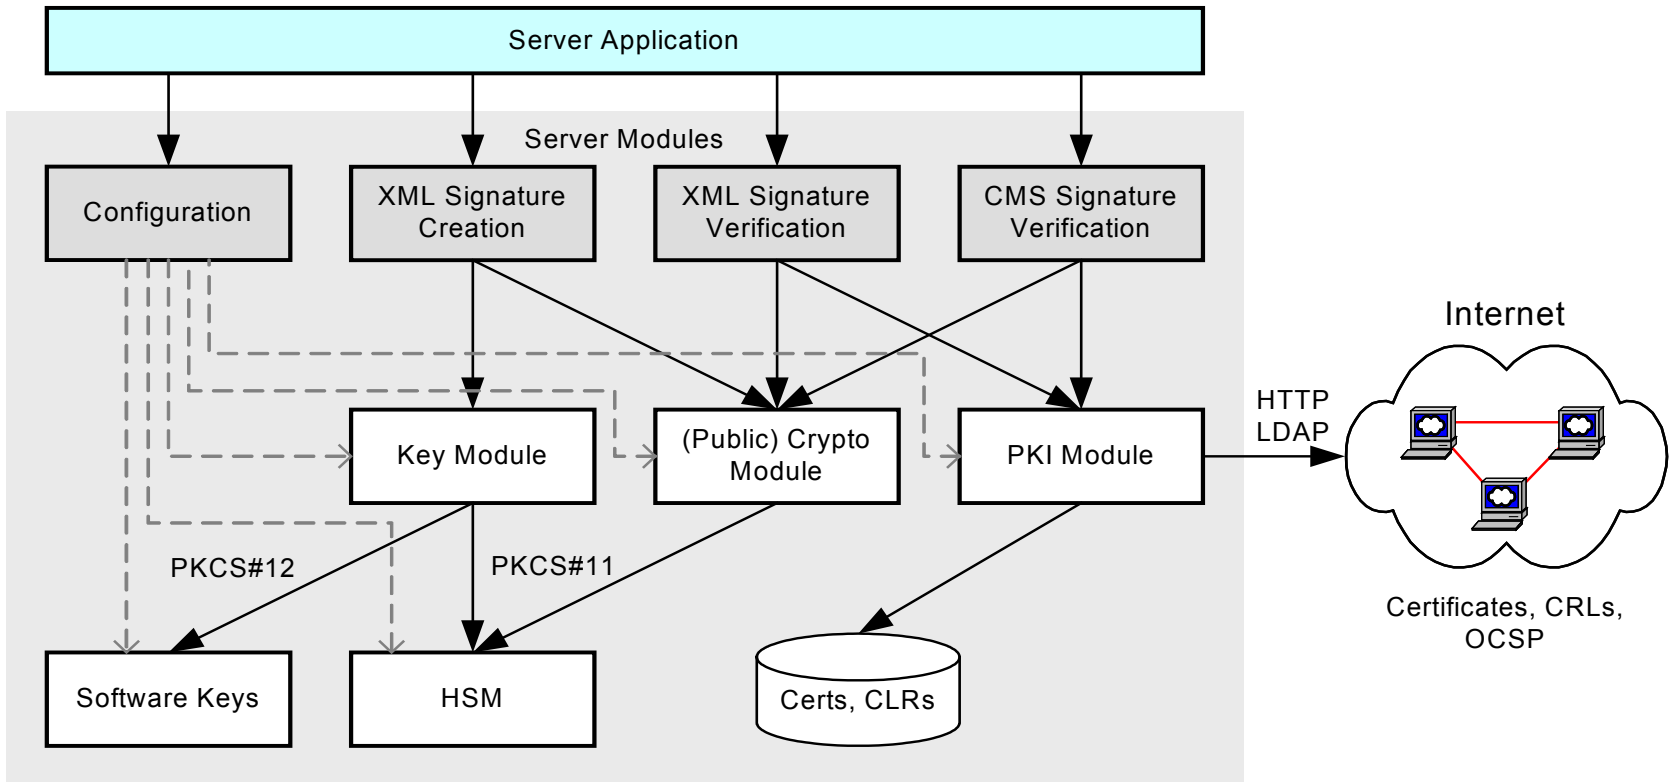 Server Application
Server Modules
Configuration
XML Signature
Creation
XML Signature
Verification
CMS Signature
Verification
Internet
HTTP
LDAP
Key Module
(Public) Crypto
Module
PKI Module
PKCS#12
PKCS#11
Certificates, CRLs,
OCSP
Software Keys
HSM
Certs, CLRs